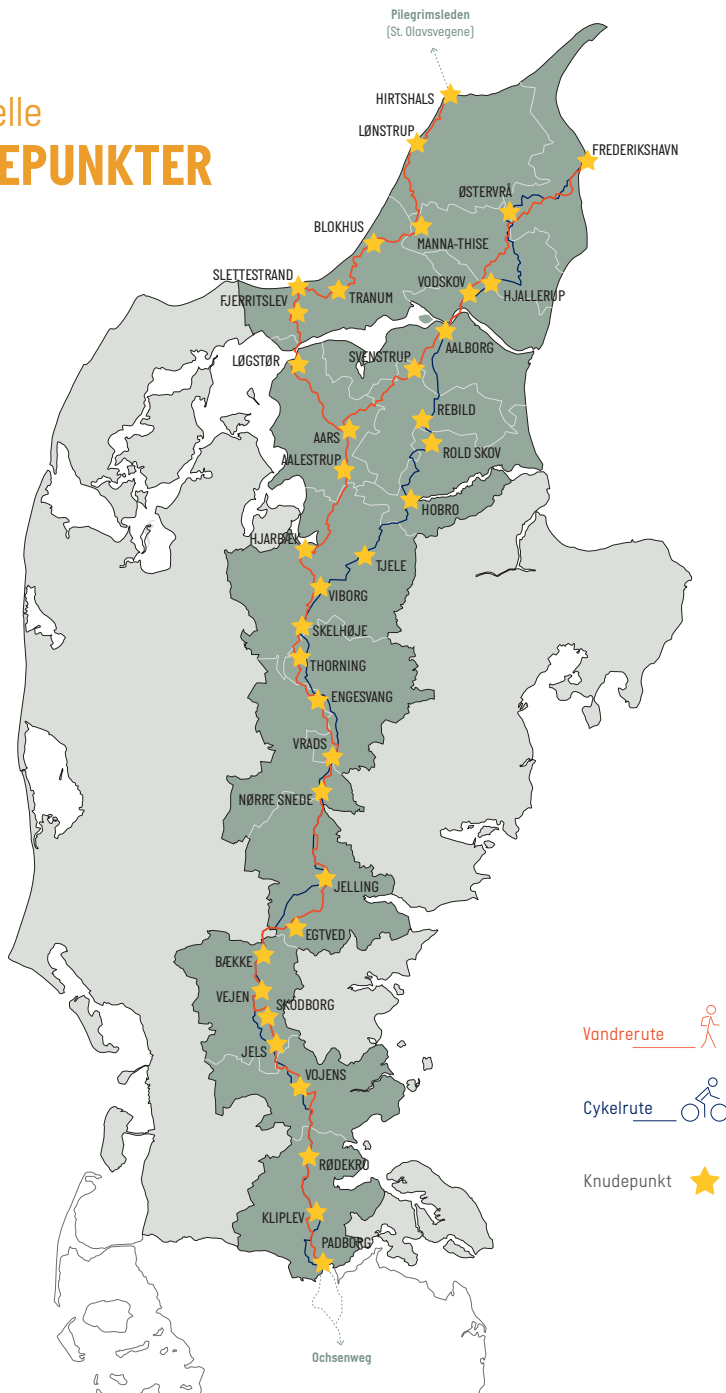 Pilegrimsleden
(St. Olavsvegene)
elle
EPUNKTER
HIRTSHALS
LØNSTRUP
FREDERIKSHAVN
ØSTERVRÅ
BLOKHUS
MANNA-THISE
SLETTESTRAND
VODSKOV
HJALLERUP
FJERRITSLEV
TRANUM
AALBORG
LØGSTØR
SVENSTRUP
REBILD
AARS
ROLD SKOV
AALESTRUP
HOBRO
HJARBÆK
TJELE
VIBORG
SKELHØJE
THORNING
ENGESVANG
VRADS
NØRRE SNEDE
JELLING
EGTVED
BÆKKE
VEJEN
SKODBORG
JELS
VOJENS
RØDEKRO
KLIPLEV
PADBORG
Ochsenweg
Vandrerute
Cykelrute
Knudepunkt